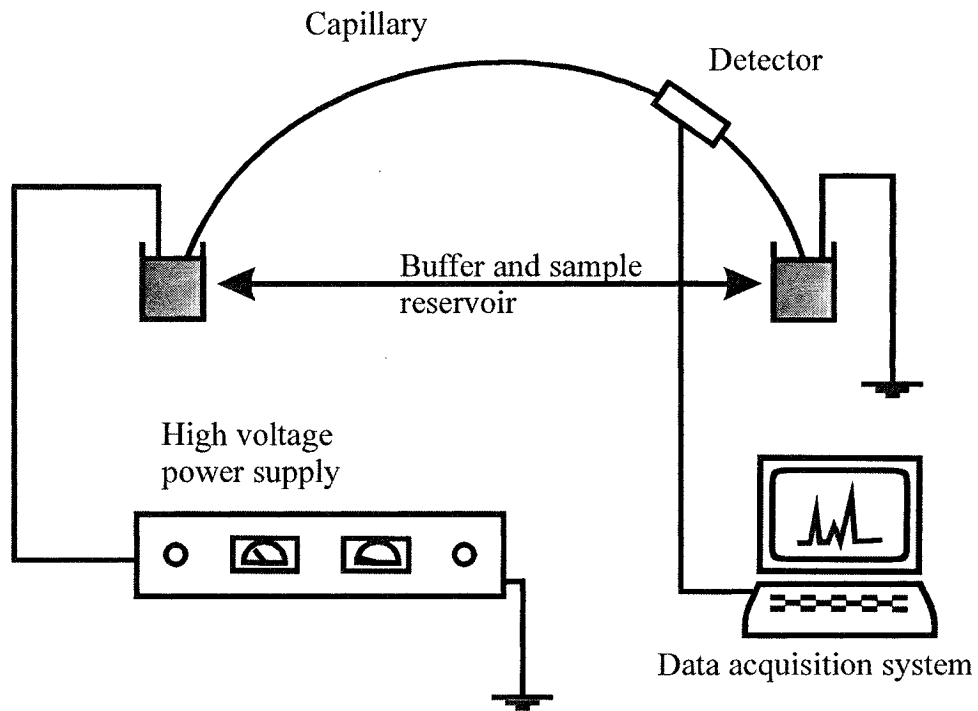 Capillary
Detector
Buffer and sample
reservoir
High voltage
power supply
Data acquisition system